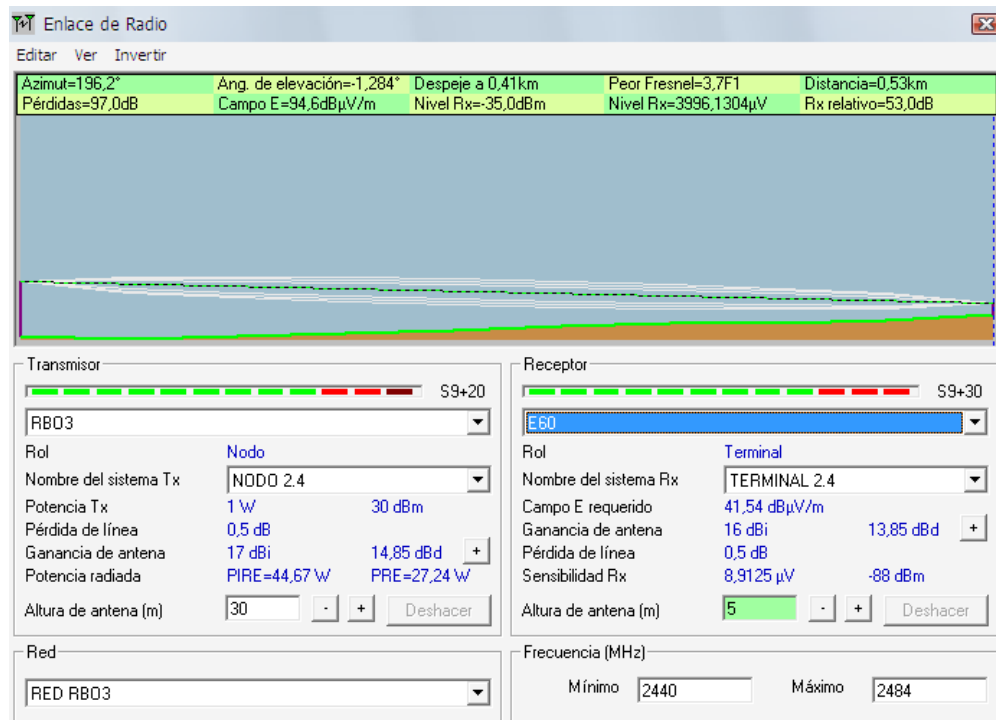 Enlace de Radio
Editar Ver Invertir
Azimut=196,2° Ang. de elevación=-1,284° Despeje a 0,41km Peor Fresnel=3,7F1 Distancia=0,53km
Pérdidas=97,0dB Campo E=94,6dBµV/m Nivel Rx=-35,0dBm Nivel Rx=3996,1304µV Rx relativo=53,0dB
Transmisor
S9+20
RBO3
Rol Nodo
Nombre del sistema Tx NODO 2.4
Potencia Tx 1 W 30 dBm
Pérdida de línea 0,5 dB
Ganancia de antena 17 dBi 14,85 dBd +
Potencia radiada PIRE=44,67 W PRE=27,24 W
Altura de antena (m) 30 - + Deshacer
Red
RED RBO3
Receptor
S9+30
E60
Rol Terminal
Nombre del sistema Rx TERMINAL 2.4
Campo E requerido 41,54 dBµV/m
Ganancia de antena 16 dBi 13,85 dBd +
Pérdida de línea 0,5 dB
Sensibilidad Rx 8,9125 µV -88 dBm
Altura de antena (m) 5 - + Deshacer
Frecuencia (MHz)
Mínimo 2440 Máximo 2484